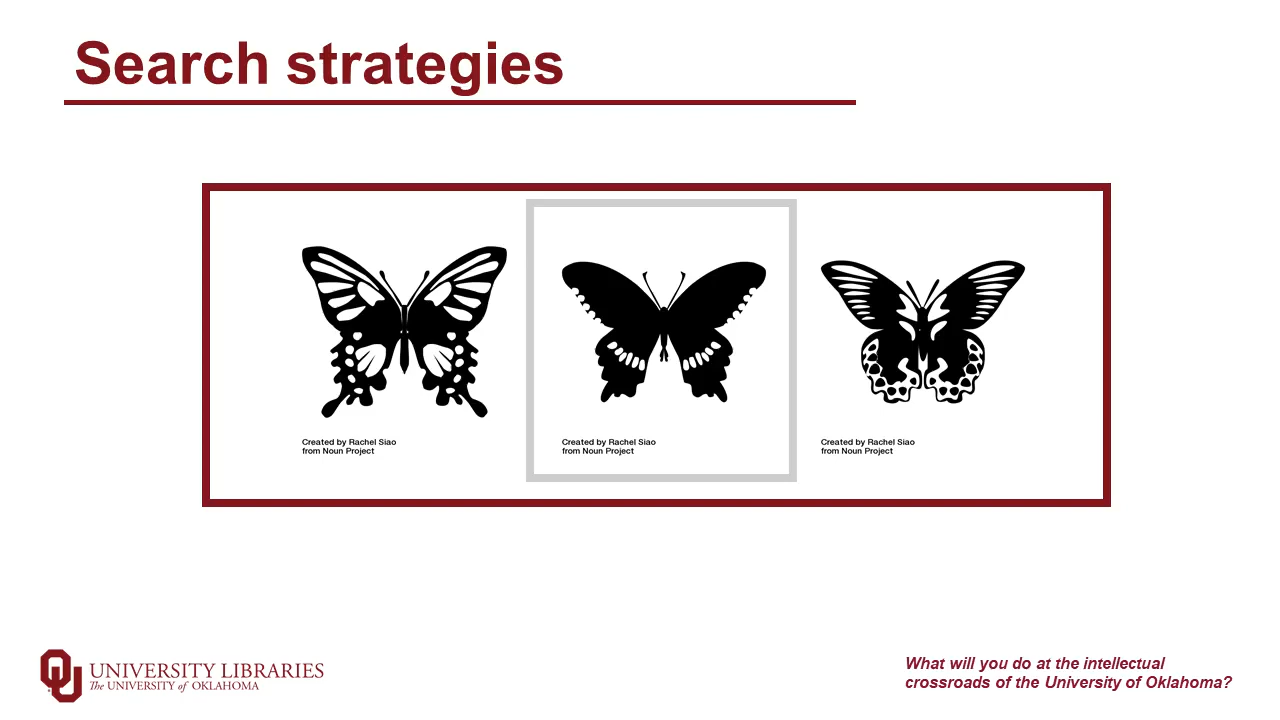 Search strategies
Created by Rachel Siao
from Noun Project
Created by Rachel Siao
from Noun Project
Created by Rachel Siao
from Noun Project
OU
UNIVERSITY LIBRARIES
The UNIVERSITY of OKLAHOMA
What will you do at the intellectual
crossroads of the University of Oklahoma?